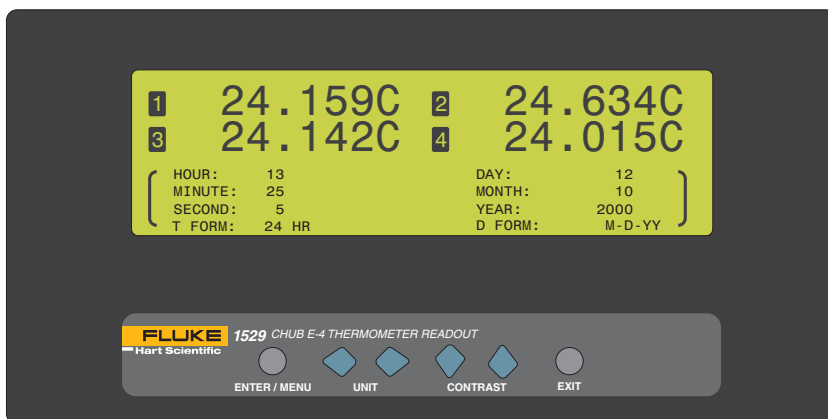 1 24.159C 2 24.634C
3 24.142C 4 24.015C
HOUR: 13 DAY: 12
MINUTE: 25 MONTH: 10
SECOND: 5 YEAR: 2000
T FORM: 24 HR D FORM: M-D-YY
FLUKE 1529 CHUB E-4 THERMOMETER READOUT
Hart Scientific
ENTER / MENU UNIT CONTRAST EXIT